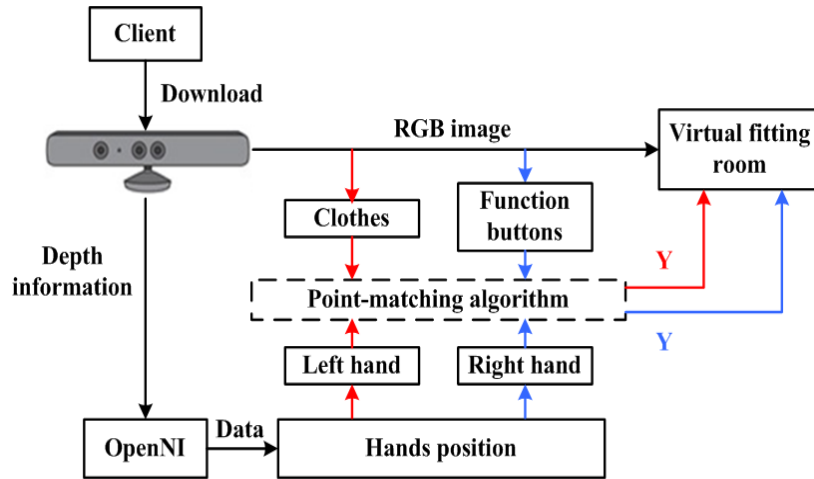 Client
Download
RGB image
Virtual fitting
room
Clothes
Function
buttons
Depth
information
Y
Point-matching algorithm
Y
Left hand
Right hand
OpenNI
Data
Hands position